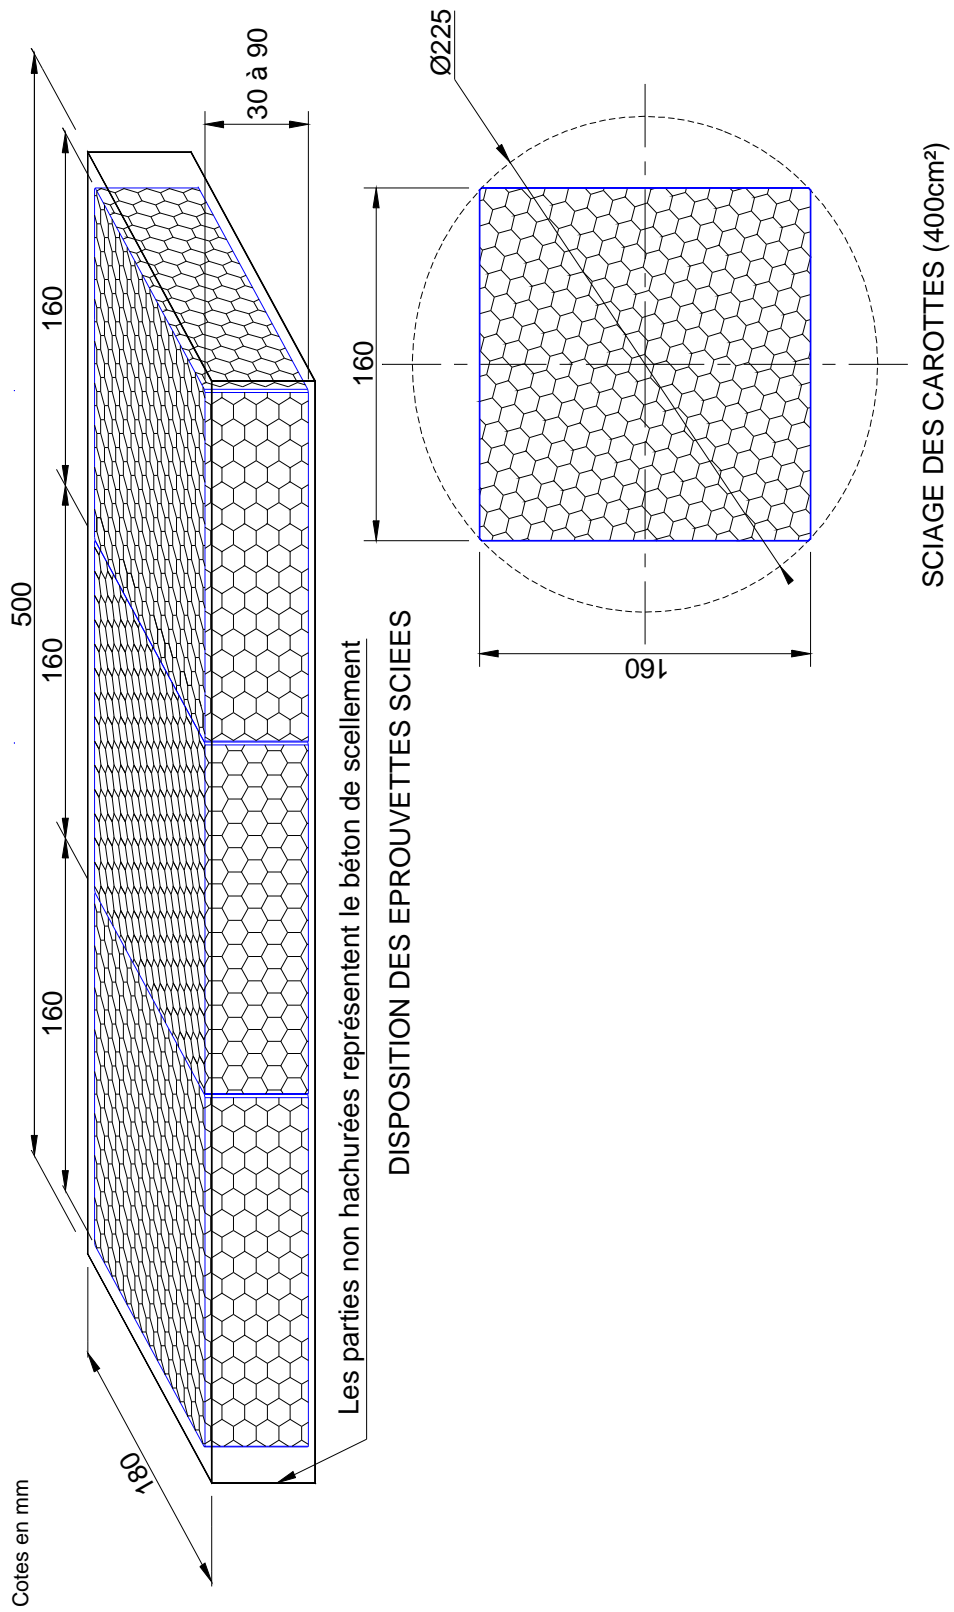 Cotes en mm
500
160
160
160
180
30 à 90
Les parties non hachurées représentent le béton de scellement
DISPOSITION DES EPROUVETTES SCIEES
Ø225
160
160
SCIAGE DES CAROTTES (400cm²)